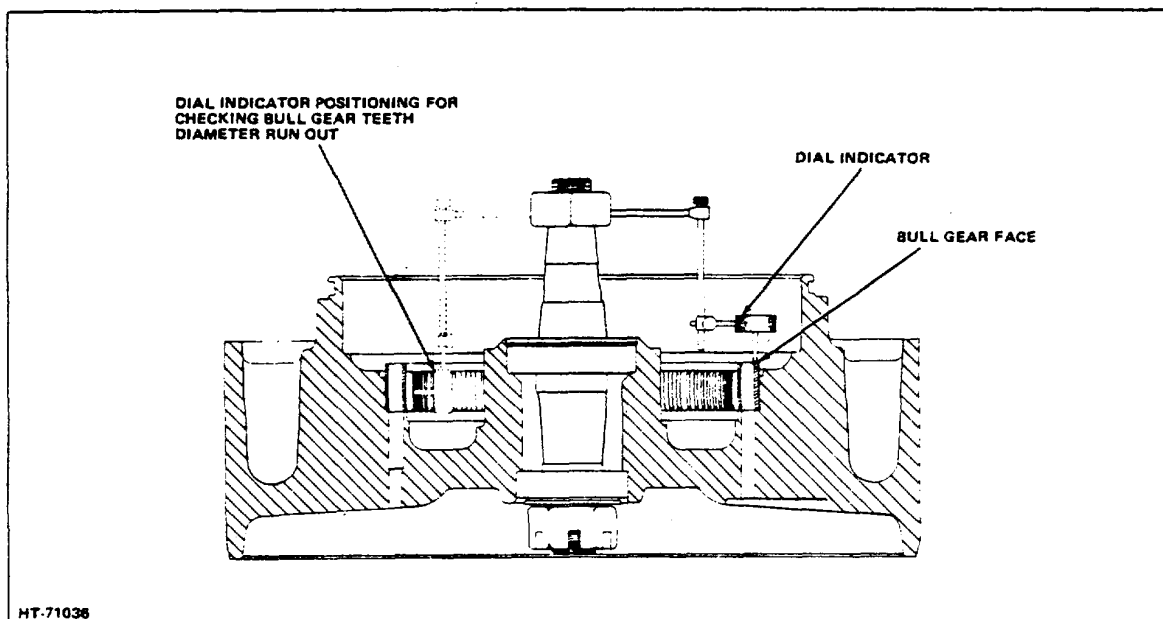 DIAL INDICATOR POSITIONING FOR
CHECKING BULL GEAR TEETH
DIAMETER RUN OUT
DIAL INDICATOR
BULL GEAR FACE
HT-71036